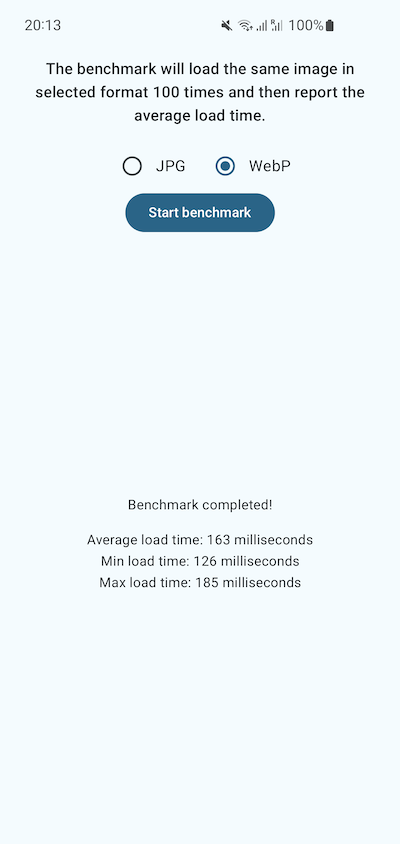 20:13 100%
The benchmark will load the same image in
selected format 100 times and then report the
average load time.
JPG WebP
Start benchmark
Benchmark completed!
Average load time: 163 milliseconds
Min load time: 126 milliseconds
Max load time: 185 milliseconds